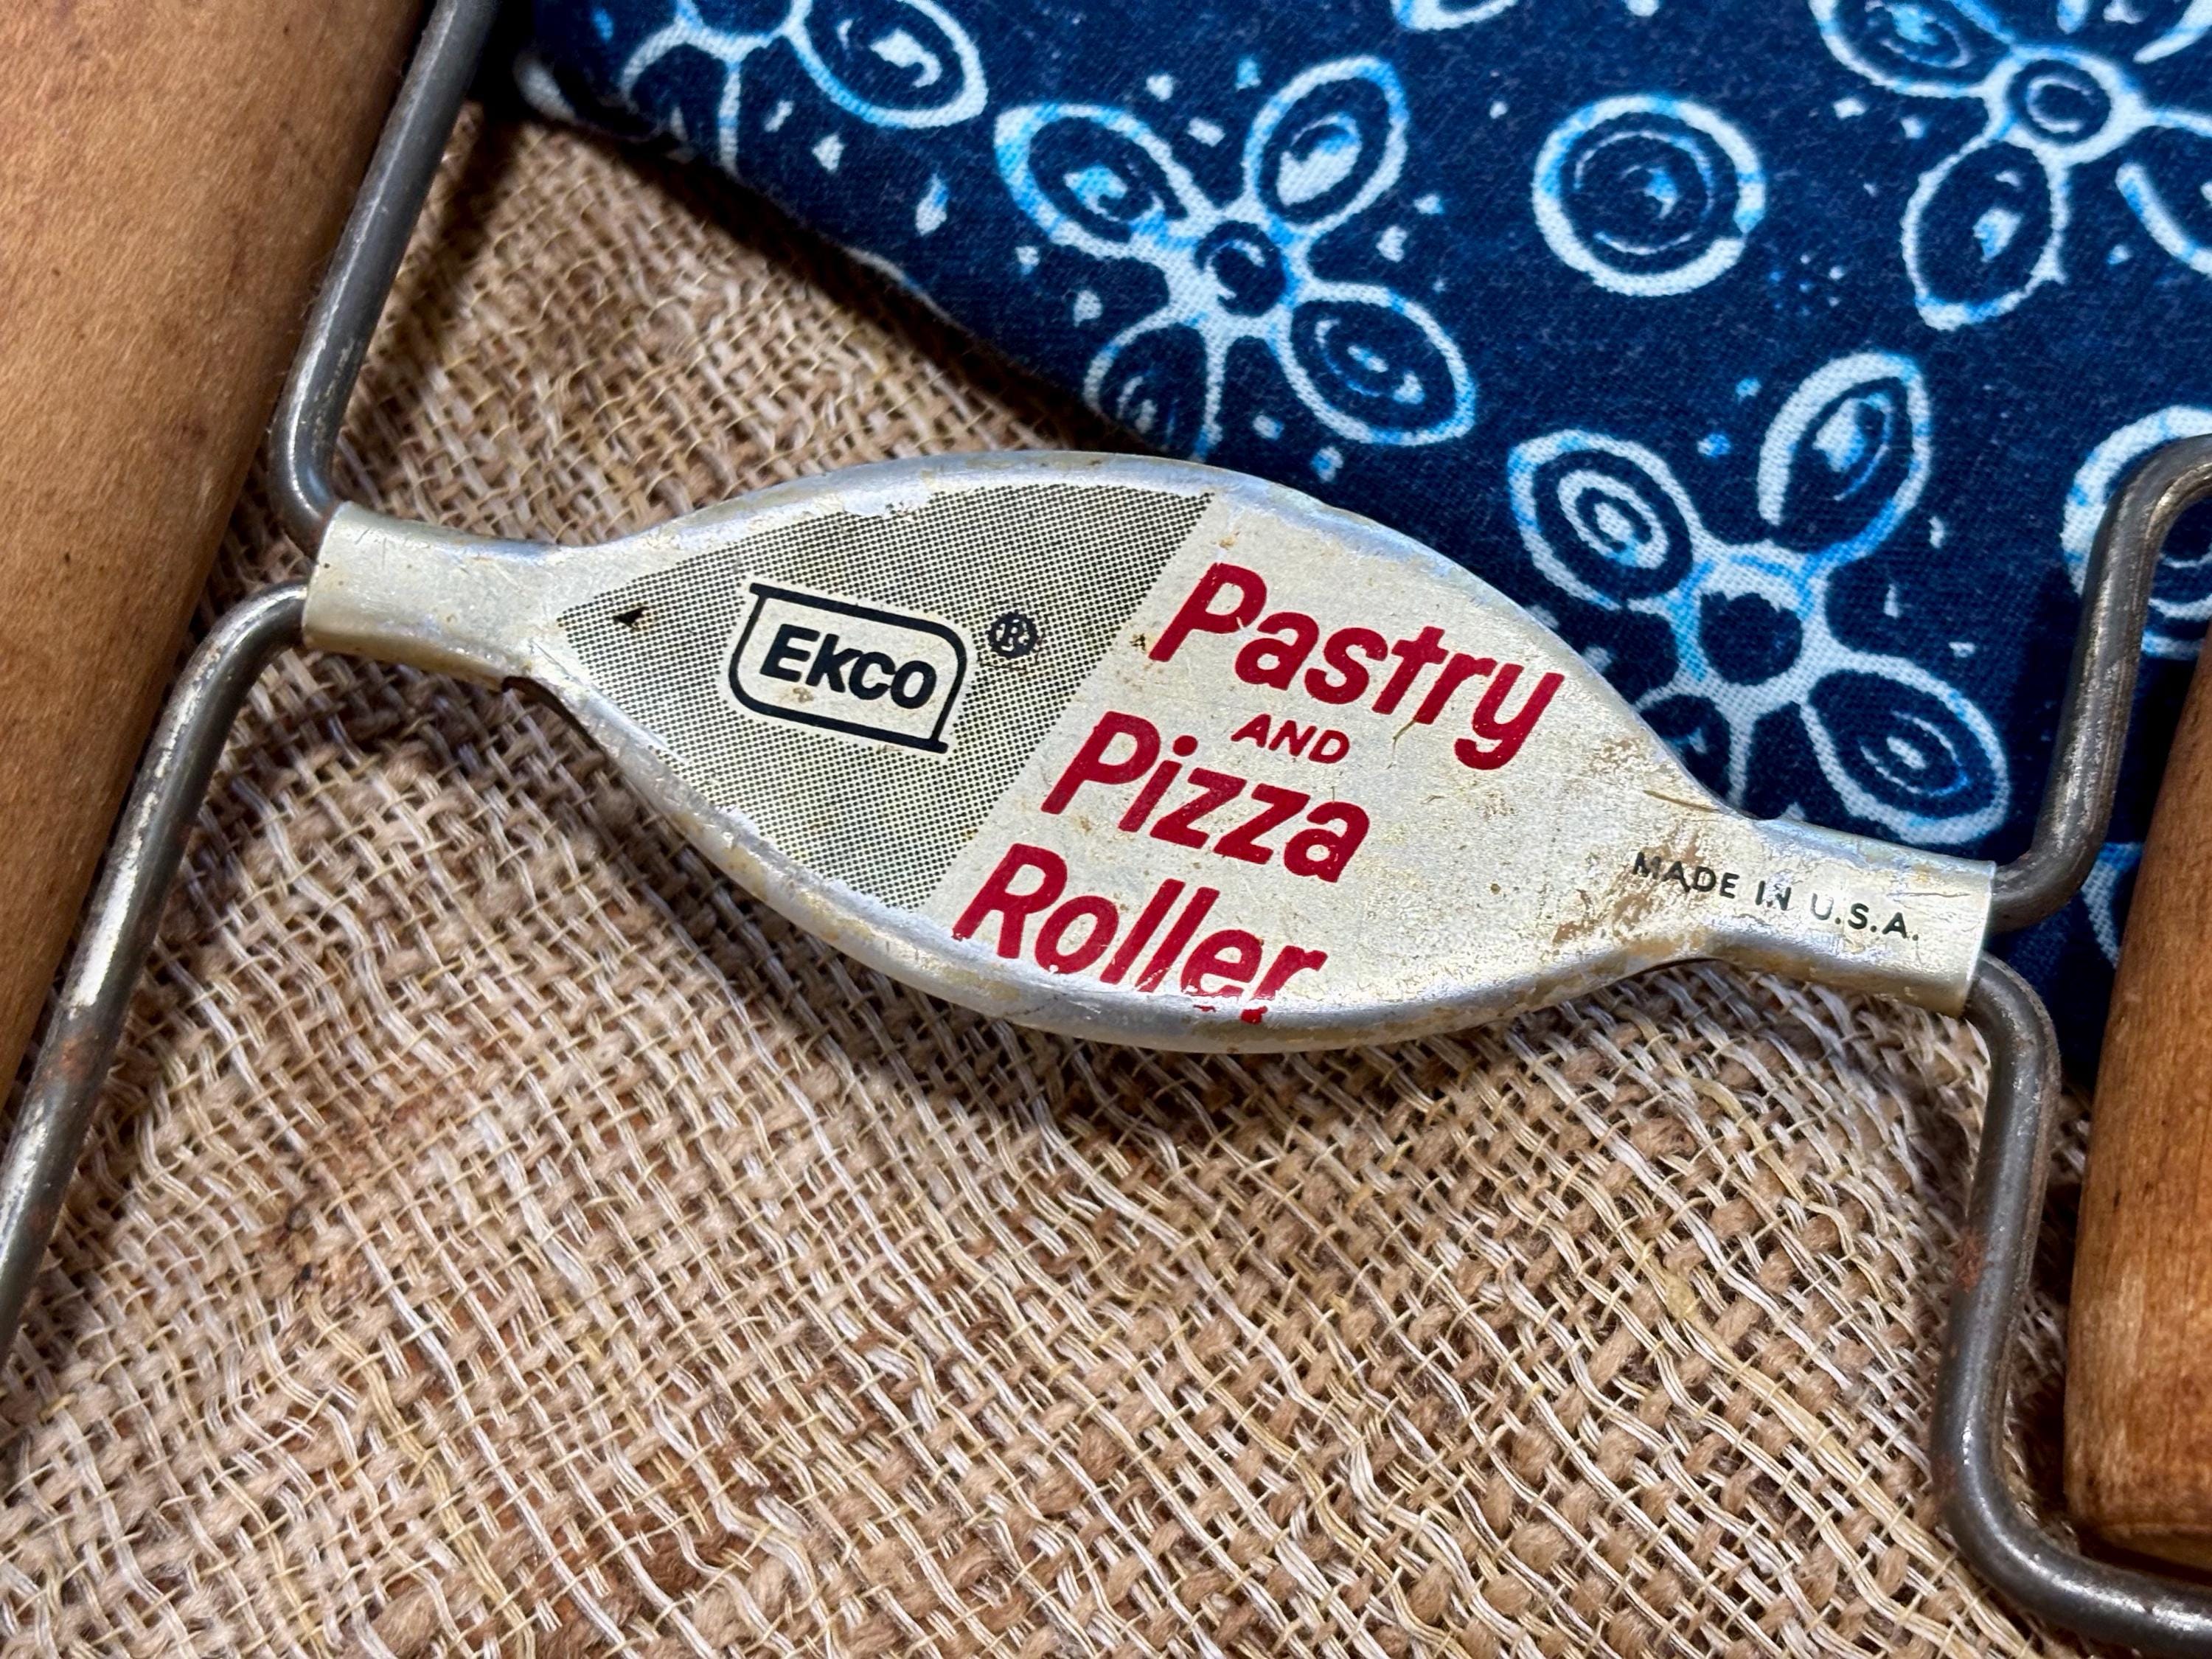 EKCO ®
Pastry
AND
Pizza
Roller
MADE IN U.S.A.